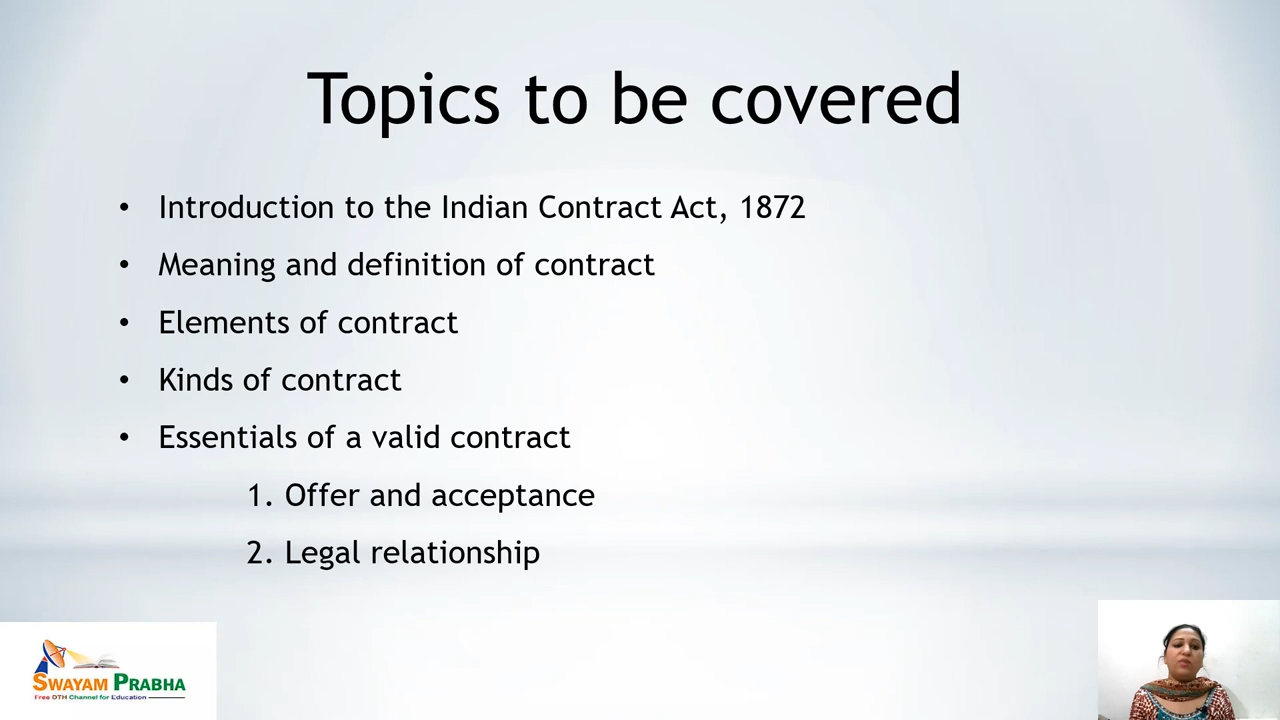 Topics to be covered
• Introduction to the Indian Contract Act, 1872
• Meaning and definition of contract
• Elements of contract
• Kinds of contract
• Essentials of a valid contract
1. Offer and acceptance
2. Legal relationship
SWAYAM PRABHA
Free DTH Channel for Education